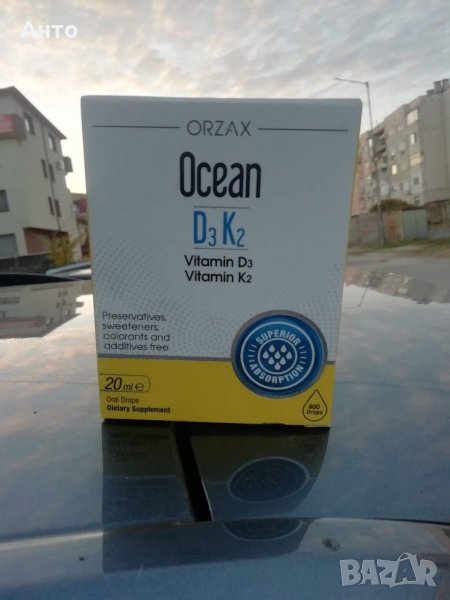 Анто
ORZAX
Ocean
D3 K2
Vitamin D3
Vitamin K2
Preservatives,
sweeteners,
colorants and
additives free
SUPERIOR
ABSORPTION
20 ml e
Oral Drops
Dietary Supplement
400
Drops
BAZAR